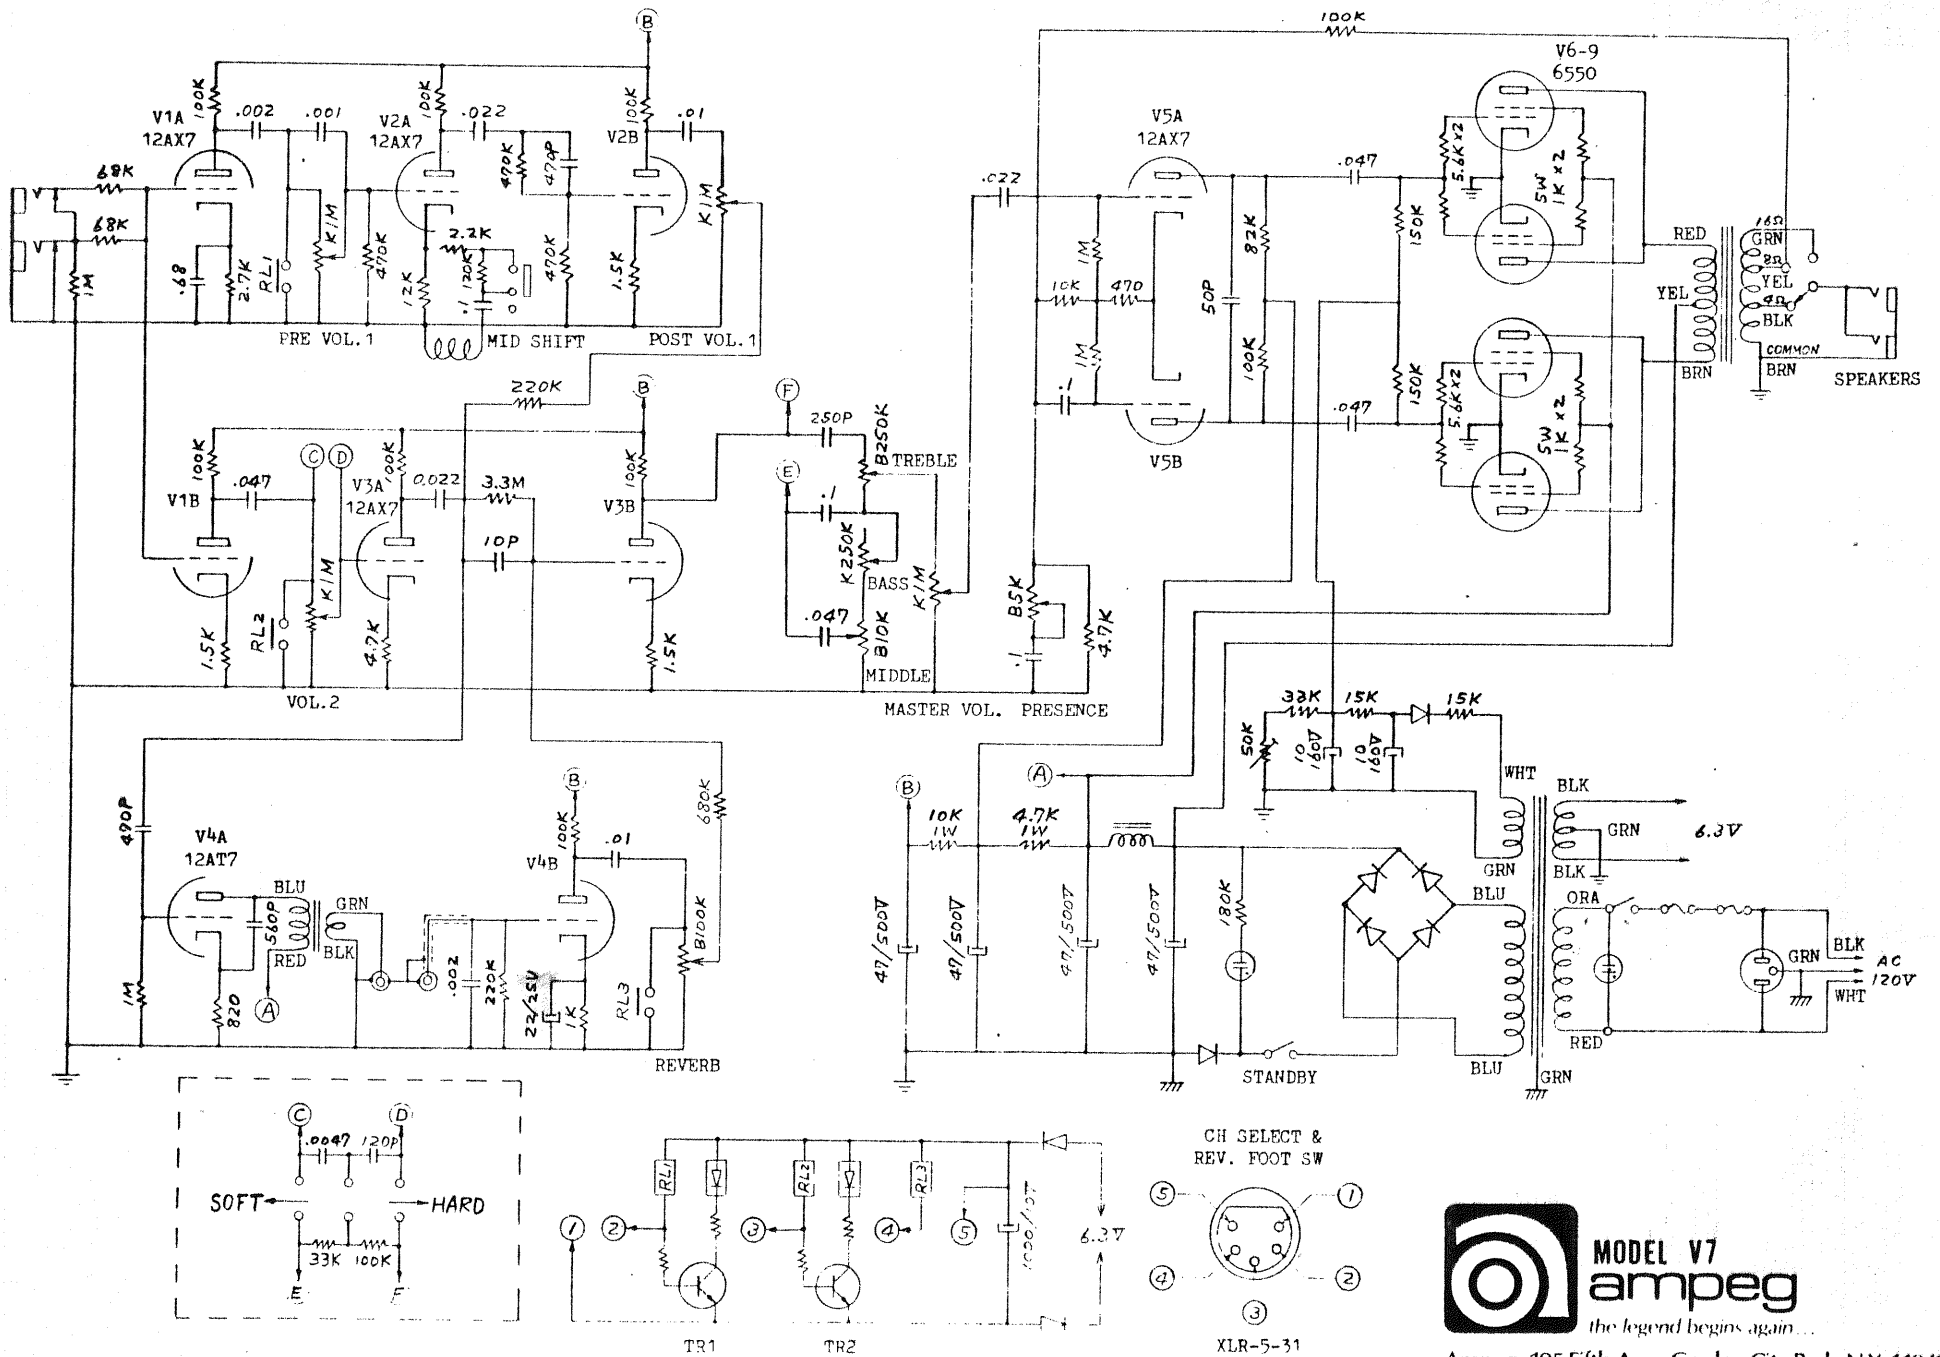 100K
B
V6-9
6550
100K
.002
.001
100K
.022
100K
.01
V1A
12AX7
V2A
12AX7
V2B
V5A
12AX7
68K
68K
1M
.68
2.7K
RL1
K1M
470K
470K
470P
2.2K
12K
120K
.1
470K
1.5K
K1M
PRE VOL.1
MID SHIFT
POST VOL.1
.022
1M
10K
470
1M
.1
50P
82K
100K
.047
.047
150K
150K
5.6K×2
5W
1K×2
5.6K×2
5W
1K×2
V5B
RED
YEL
BRN
16Ω
GRN
8Ω
YEL
4Ω
BLK
COMMON
BRN
SPEAKERS
220K
B
F
100K
.047
C
D
100K
0.022
3.3M
100K
250P
B250K
TREBLE
V1B
V3A
12AX7
V3B
E
.1
10P
K250K
BASS
K1M
K1M
RL2
1.5K
4.7K
1.5K
.047
B10K
MIDDLE
B5K
.1
4.7K
VOL.2
MASTER VOL.
PRESENCE
33K
15K
15K
50K
10
160V
10
160V
WHT
BLK
GRN
6.3V
BLK
GRN
B
A
10K
1W
4.7K
1W
47/500V
47/500V
47/500V
47/500V
180K
BLU
BLU
ORA
RED
GRN
BLK
GRN
AC
120V
WHT
STANDBY
470P
V4A
12AT7
BLU
GRN
560P
RED
BLK
1M
820
A
B
100K
.01
680K
V4B
.002
220K
22/25V
1K
RL3
B100K
REVERB
C
D
.0047
120P
SOFT
HARD
33K
100K
E
F
RL1
RL2
RL3
1
2
3
4
5
6.3V
TR1
TR2
CH SELECT &
REV. FOOT SW
5
1
4
2
3
XLR-5-31
MODEL V7
ampeg
the legend begins again...